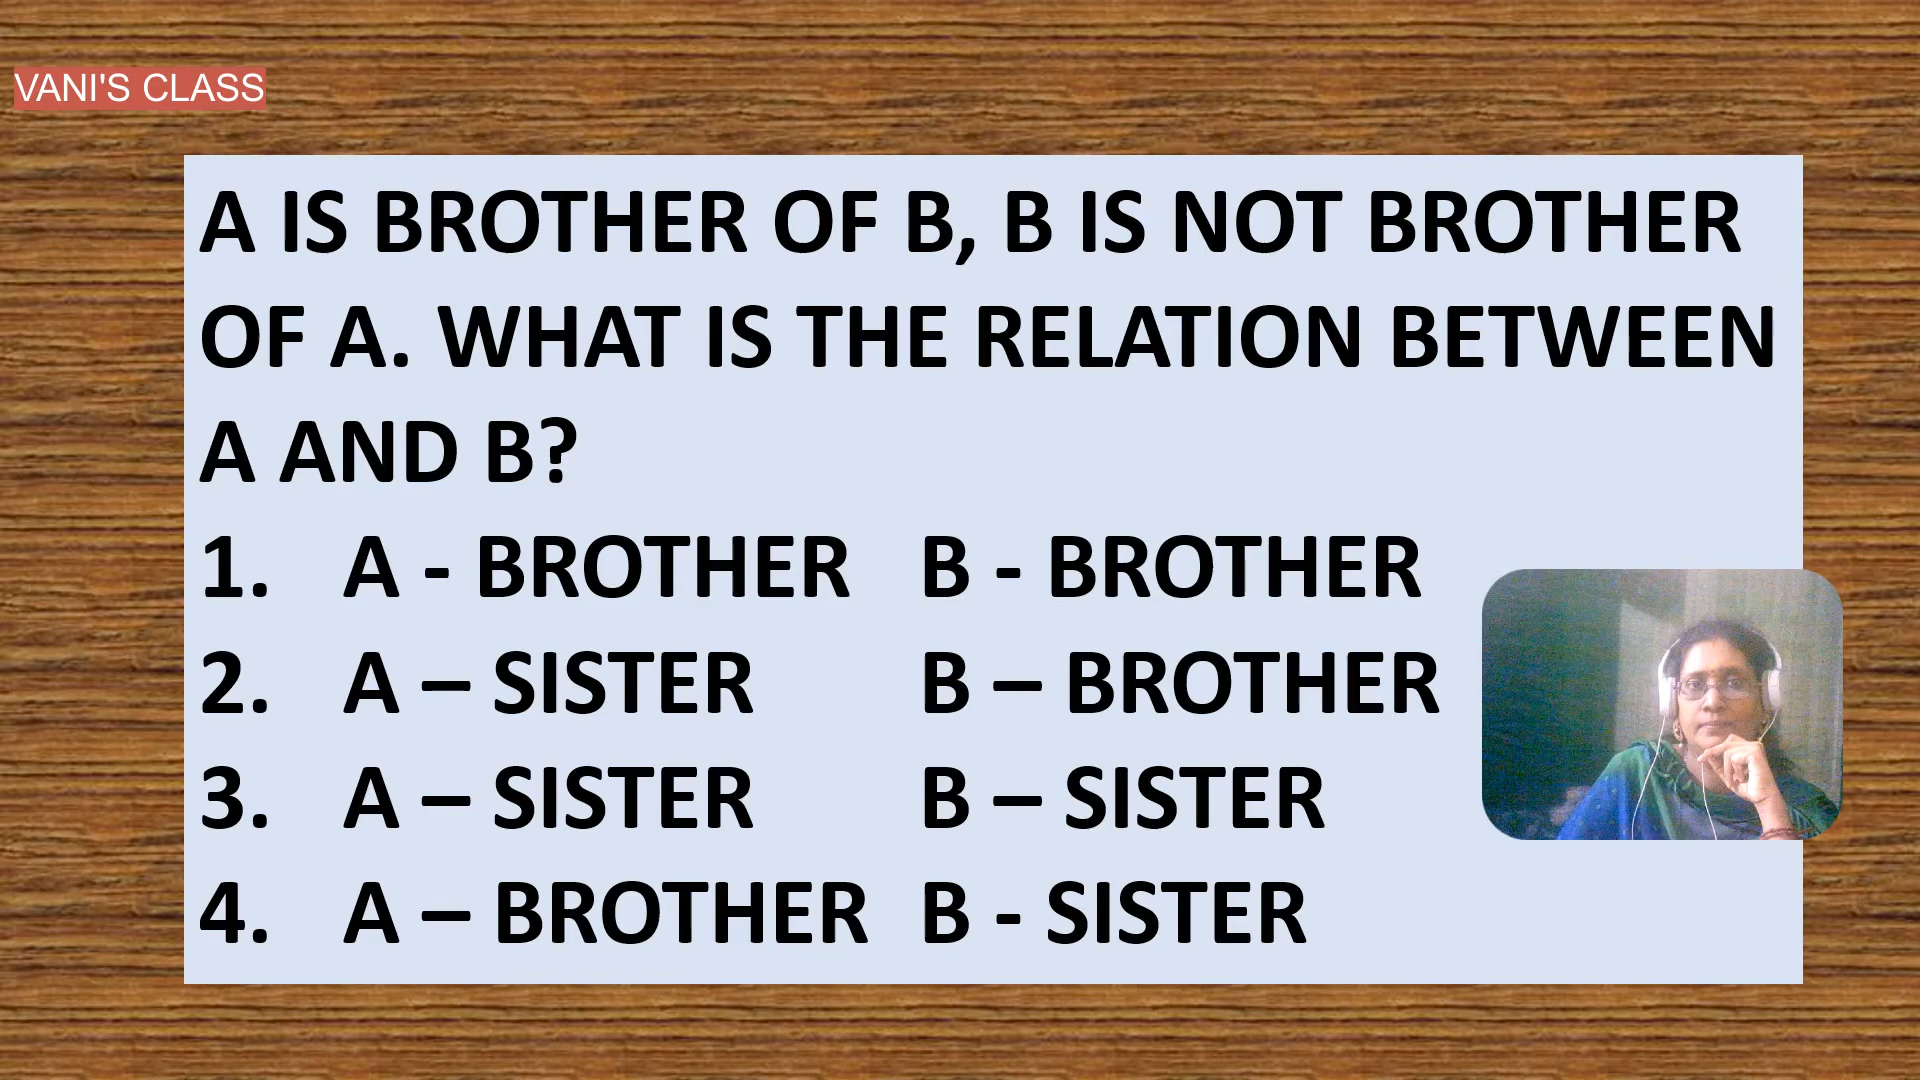 VANI'S CLASS
A IS BROTHER OF B, B IS NOT BROTHER
OF A. WHAT IS THE RELATION BETWEEN
A AND B?
1. A - BROTHER B - BROTHER
2. A – SISTER B – BROTHER
3. A – SISTER B – SISTER
4. A – BROTHER B - SISTER